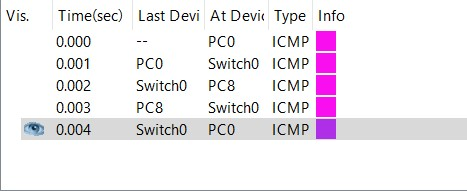 Vis. Time(sec) Last Devi At Devic Type Info
0.000 -- PC0 ICMP
0.001 PC0 Switch0 ICMP
0.002 Switch0 PC8 ICMP
0.003 PC8 Switch0 ICMP
0.004 Switch0 PC0 ICMP